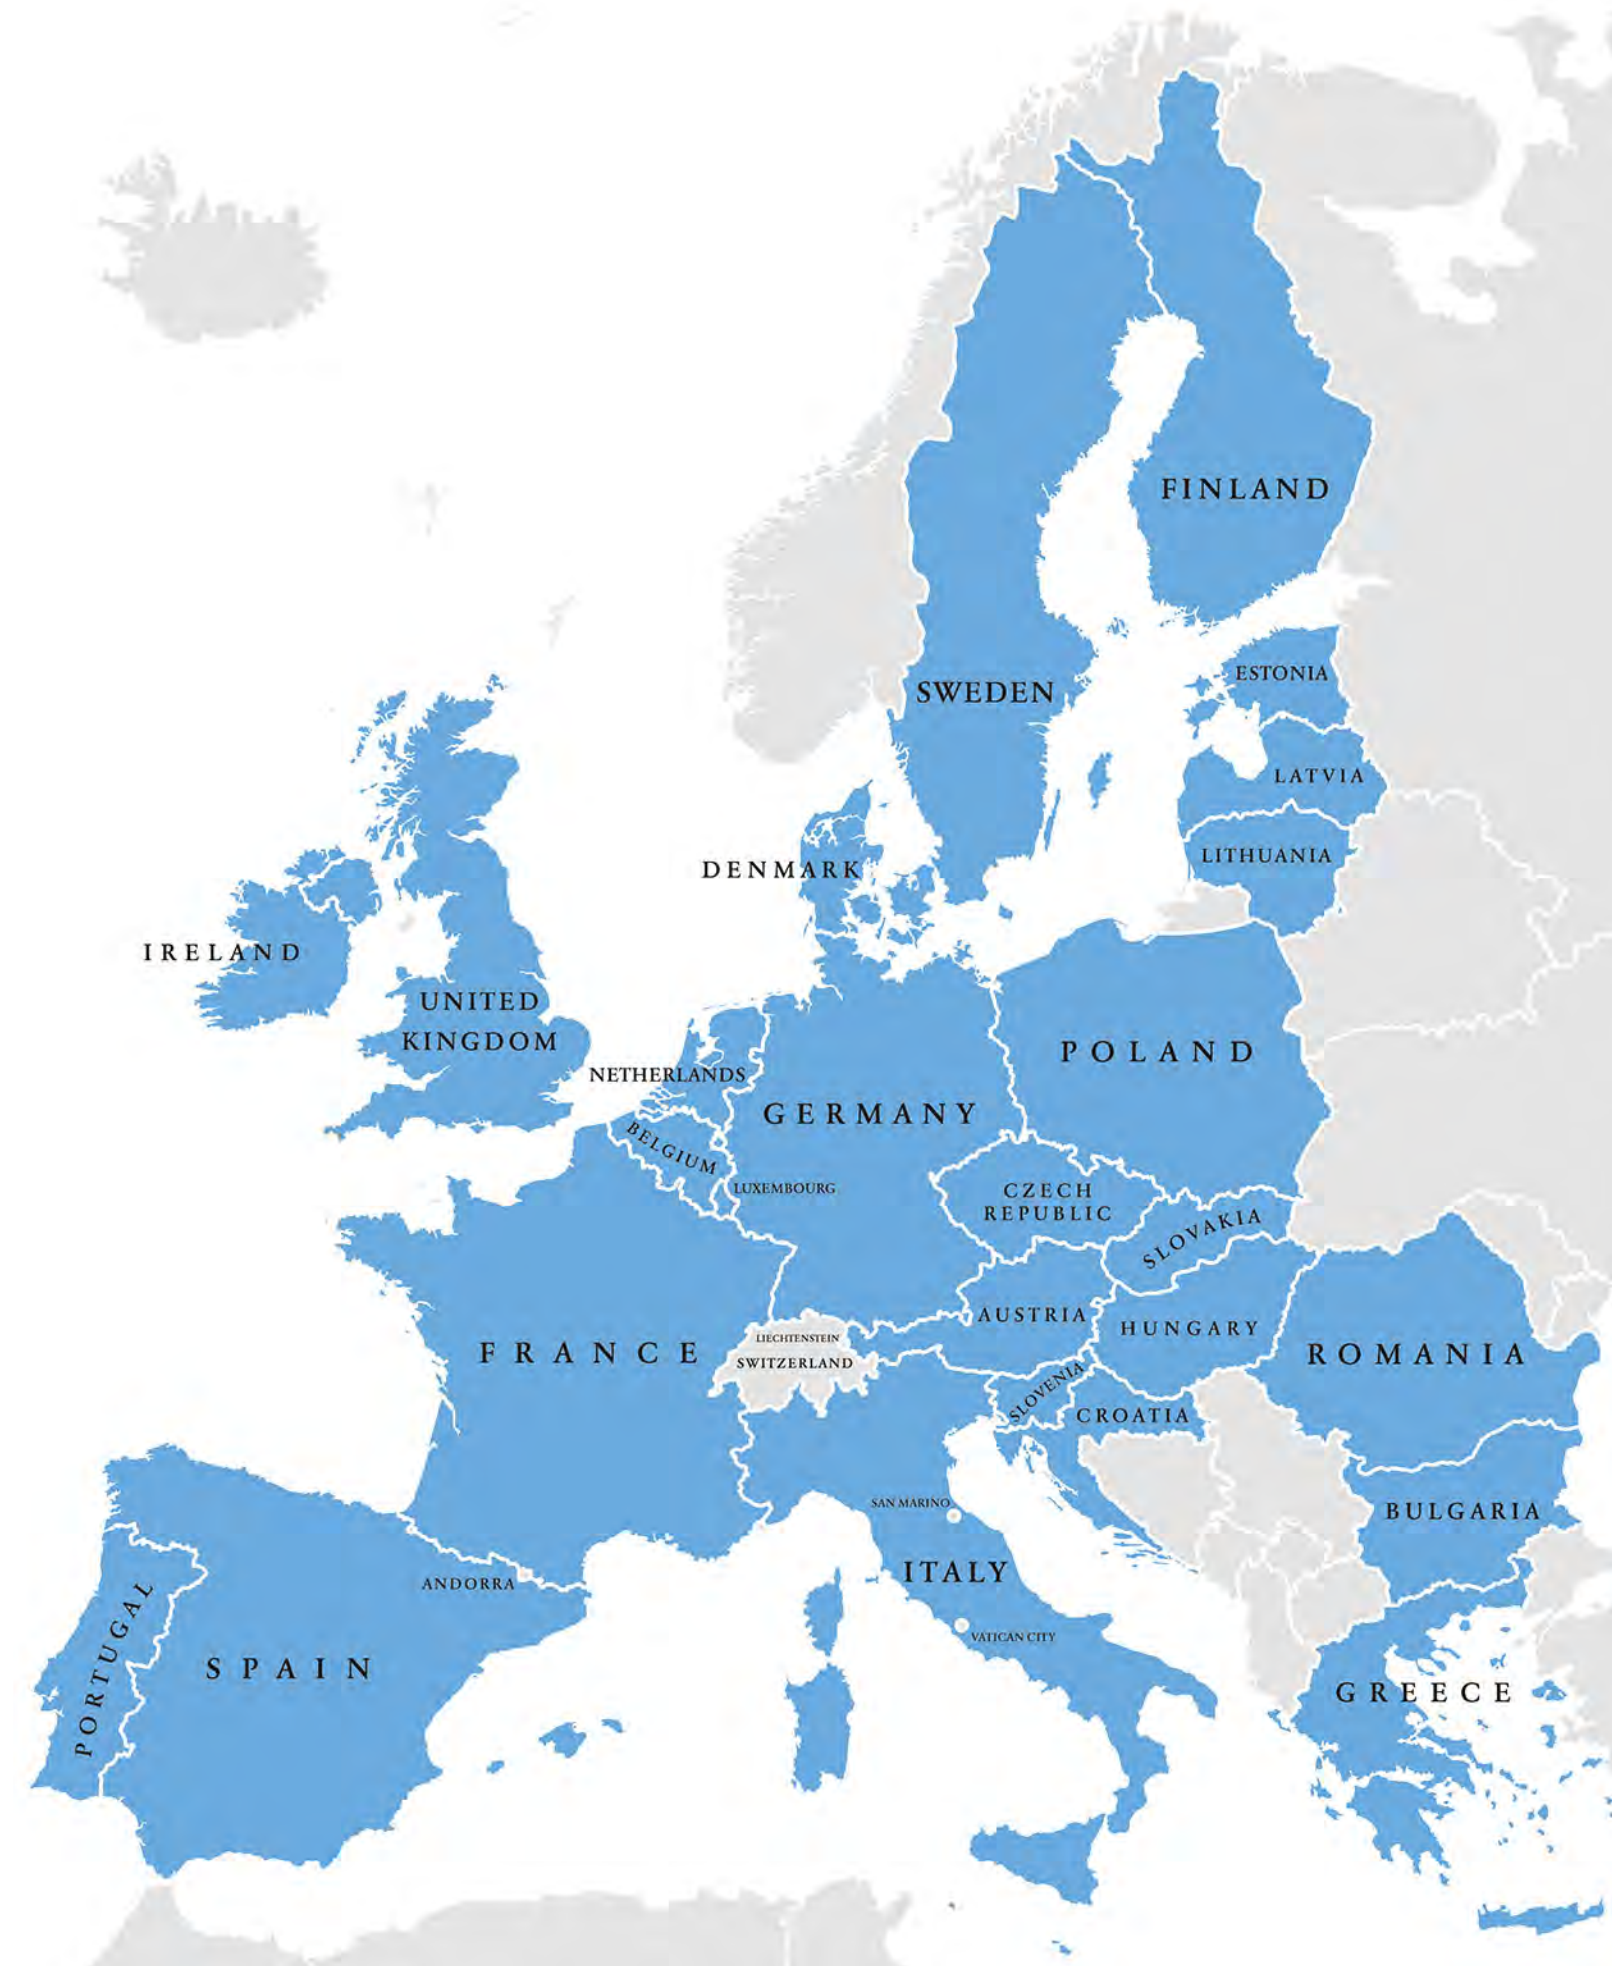 FINLAND
ESTONIA
SWEDEN
LATVIA
LITHUANIA
DENMARK
IRELAND
UNITED
KINGDOM
POLAND
NETHERLANDS
GERMANY
BELGIUM
LUXEMBOURG
CZECH
REPUBLIC
SLOVAKIA
AUSTRIA
HUNGARY
LIECHTENSTEIN
FRANCE
SWITZERLAND
ROMANIA
SLOVENIA
CROATIA
SAN MARINO
BULGARIA
ITALY
ANDORRA
VATICAN CITY
PORTUGAL
SPAIN
GREECE